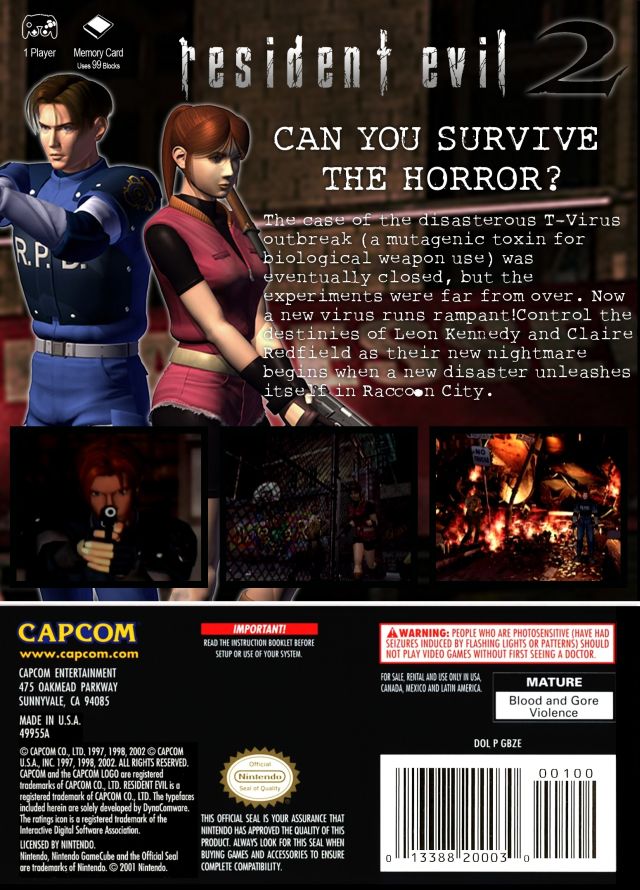 1 Player
Memory Card
Uses 99 Blocks
resident evil 2
CAN YOU SURVIVE
THE HORROR?
The case of the disasterous T-Virus
outbreak (a mutagenic toxin for
biological weapon use) was
eventually closed, but the
experiments were far from over. Now
a new virus runs rampant!Control the
destinies of Leon Kennedy and Claire
Redfield as their new nightmare
begins when a new disaster unleashes
itself in Raccoon City.
R.P.D.
NO
CAPCOM
www.capcom.com
CAPCOM ENTERTAINMENT
475 OAKMEAD PARKWAY
SUNNYVALE, CA 94085
MADE IN U.S.A.
49955A
© CAPCOM CO., LTD. 1997, 1998, 2002 © CAPCOM
U.S.A., INC. 1997, 1998, 2002. ALL RIGHTS RESERVED.
CAPCOM and the CAPCOM LOGO are registered
trademarks of CAPCOM CO., LTD. RESIDENT EVIL is a
registered trademark of CAPCOM CO., LTD. The typefaces
included herein are solely developed by DynaComware.
The ratings icon is a registered trademark of the
Interactive Digital Software Association.
LICENSED BY NINTENDO.
Nintendo, Nintendo GameCube and the Official Seal
are trademarks of Nintendo. © 2001 Nintendo.
IMPORTANT!
READ THE INSTRUCTION BOOKLET BEFORE
SETUP OR USE OF YOUR SYSTEM.
Official
Nintendo
Seal of Quality
THIS OFFICIAL SEAL IS YOUR ASSURANCE THAT
NINTENDO HAS APPROVED THE QUALITY OF THIS
PRODUCT. ALWAYS LOOK FOR THIS SEAL WHEN
BUYING GAMES AND ACCESSORIES TO ENSURE
COMPLETE COMPATIBILITY.
WARNING: PEOPLE WHO ARE PHOTOSENSITIVE (HAVE HAD
SEIZURES INDUCED BY FLASHING LIGHTS OR PATTERNS) SHOULD
NOT PLAY VIDEO GAMES WITHOUT FIRST SEEING A DOCTOR.
FOR SALE, RENTAL AND USE ONLY IN USA,
CANADA, MEXICO AND LATIN AMERICA.
MATURE
Blood and Gore
Violence
DOL P GBZE
00100
0 13388 20003 0